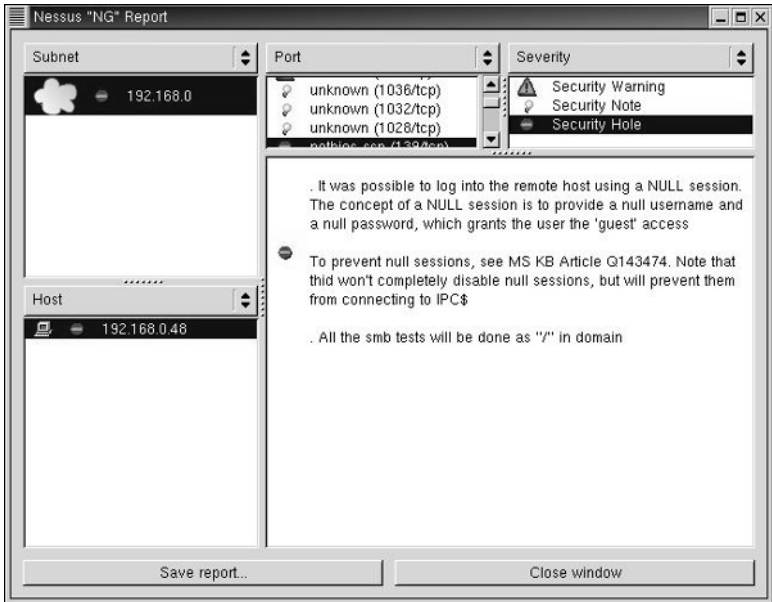 Nessus "NG" Report
Subnet
192.168.0
Port
unknown (1036/tcp)
unknown (1032/tcp)
unknown (1028/tcp)
Severity
Security Warning
Security Note
Security Hole
Host
192.168.0.48
. It was possible to log into the remote host using a NULL session.
The concept of a NULL session is to provide a null username and
a null password, which grants the user the 'guest' access
To prevent null sessions, see MS KB Article Q143474. Note that
thid won't completely disable null sessions, but will prevent them
from connecting to IPC$
. All the smb tests will be done as ''/'' in domain
Save report...
Close window